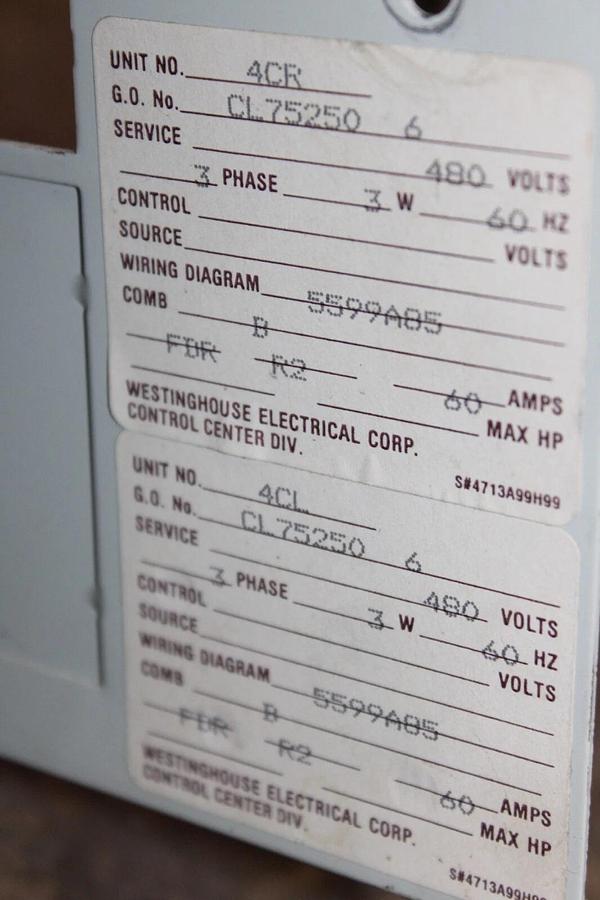 UNIT NO. 4CR
G.O. No. CL75250 6
SERVICE 480 VOLTS
3 PHASE 3 W 60 HZ
CONTROL VOLTS
SOURCE
WIRING DIAGRAM 5599A85
COMB B
FDR R2 60 AMPS
MAX HP
WESTINGHOUSE ELECTRICAL CORP.
CONTROL CENTER DIV.
S#4713A99H99
UNIT NO. 4CL
G.O. No. CL75250 6
SERVICE 480 VOLTS
3 PHASE 3 W 60 HZ
CONTROL VOLTS
SOURCE
WIRING DIAGRAM 5599A85
COMB B
FDR R2 60 AMPS
MAX HP
WESTINGHOUSE ELECTRICAL CORP.
CONTROL CENTER DIV.
S#4713A99H99